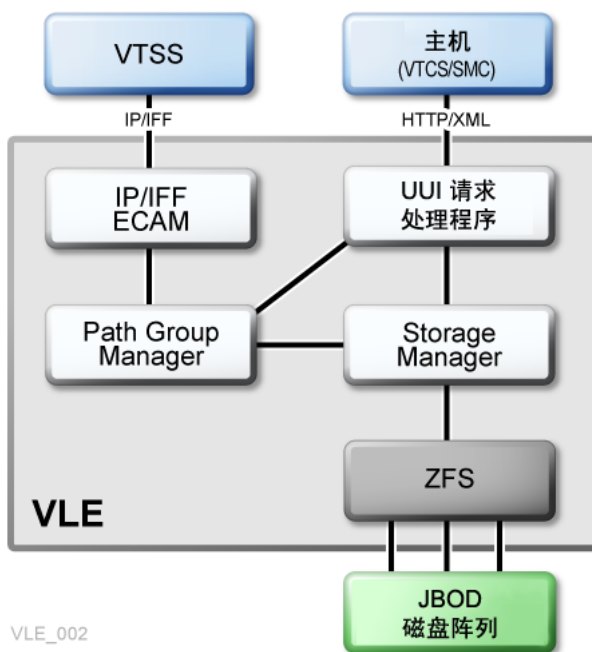 VTSS
主机
(VTCS/SMC)
IP/IFF
HTTP/XML
IP/IFF
ECAM
UUI 请求
处理程序
Path Group
Manager
Storage
Manager
ZFS
VLE
JBOD
磁盘阵列
VLE_002